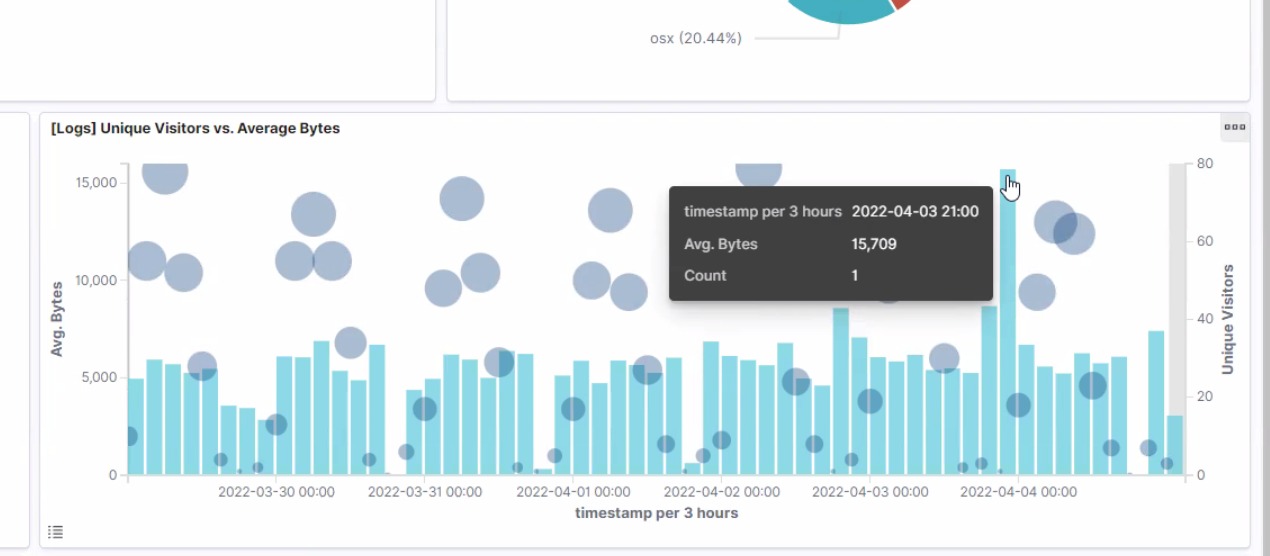 osx (20.44%)
[Logs] Unique Visitors vs. Average Bytes
80
15,000
timestamp per 3 hours 2022-04-03 21:00
60
Avg. Bytes 15,709
Count 1
10,000
Avg. Bytes
Unique Visitors
40
5,000
20
0
0
2022-03-30 00:00 2022-03-31 00:00 2022-04-01 00:00 2022-04-02 00:00 2022-04-03 00:00 2022-04-04 00:00
timestamp per 3 hours